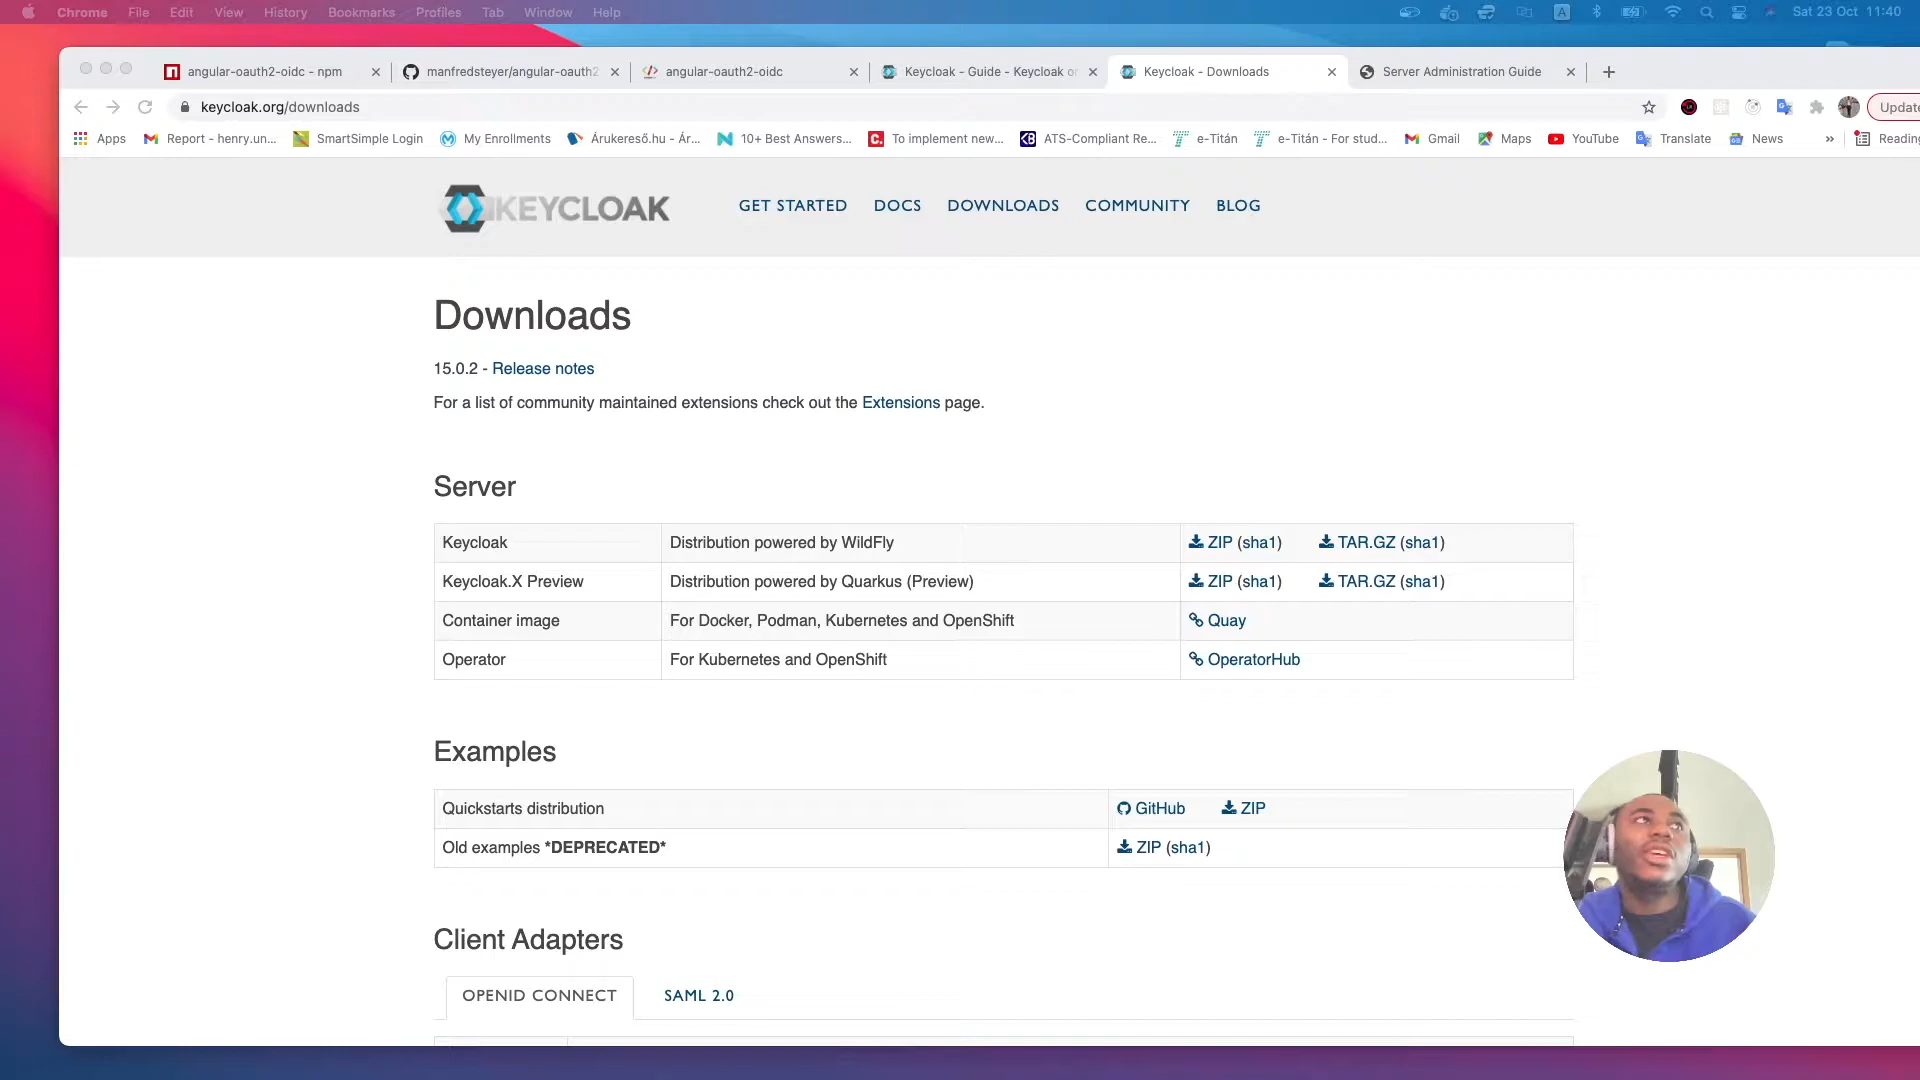 Chrome File Edit View History Bookmarks Profiles Tab Window Help
A
Sat 23 Oct 11:40
angular-oauth2-oidc - npm
manfredsteyer/angular-oauth2
angular-oauth2-oidc
Keycloak - Guide - Keycloak o
Keycloak - Downloads
Server Administration Guide
keycloak.org/downloads
Update
Apps
Report - henry.un...
SmartSimple Login
My Enrollments
Árukereső.hu - Ár...
10+ Best Answers...
To implement new...
ATS-Compliant Re...
e-Titán
e-Titán - For stud...
Gmail
Maps
YouTube
Translate
News
»
Reading
KEYCLOAK
GET STARTED
DOCS
DOWNLOADS
COMMUNITY
BLOG
Downloads
15.0.2 - Release notes
For a list of community maintained extensions check out the Extensions page.
Server
Keycloak Distribution powered by WildFly ZIP (sha1) TAR.GZ (sha1)
Keycloak.X Preview Distribution powered by Quarkus (Preview) ZIP (sha1) TAR.GZ (sha1)
Container image For Docker, Podman, Kubernetes and OpenShift Quay
Operator For Kubernetes and OpenShift OperatorHub
Examples
Quickstarts distribution GitHub ZIP
Old examples *DEPRECATED* ZIP (sha1)
Client Adapters
OPENID CONNECT SAML 2.0